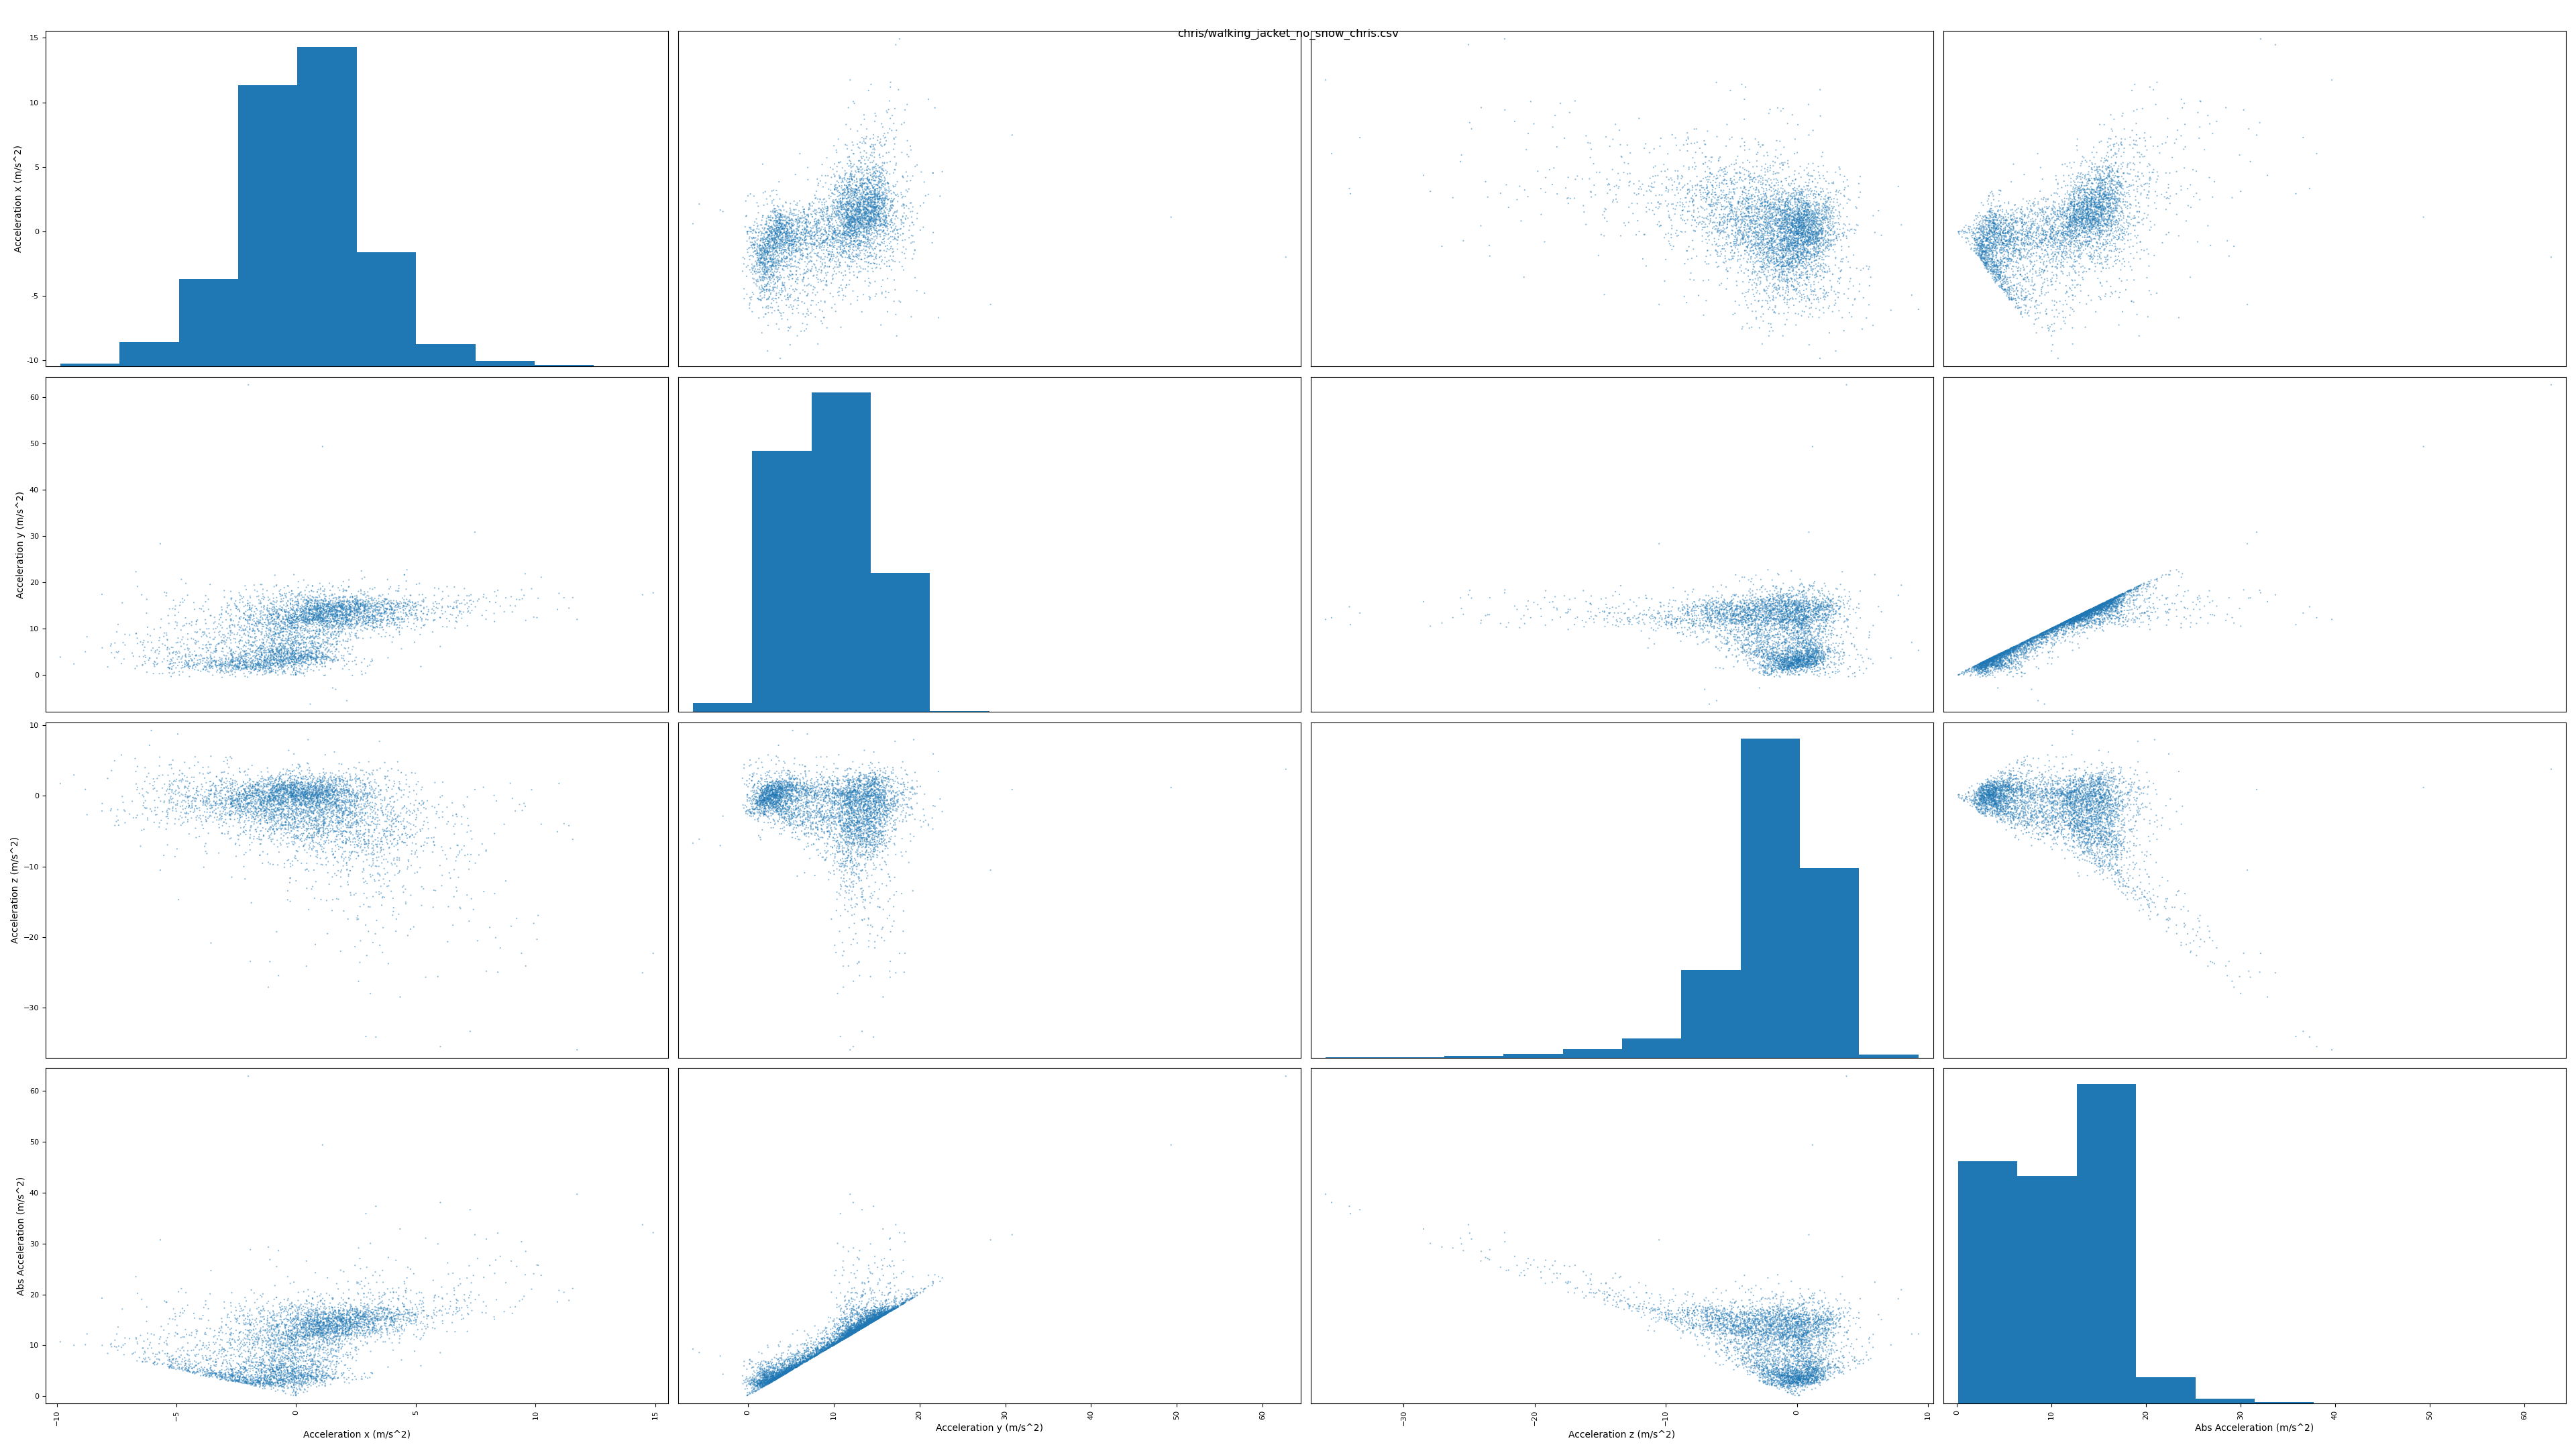 chris/walking_jacket_no_snow_chris.csv
15
10
5
0
-5
-10
Acceleration x (m/s^2)
60
50
40
30
20
10
0
Acceleration y (m/s^2)
10
0
−10
−20
−30
Acceleration z (m/s^2)
60
50
40
30
20
10
0
Abs Acceleration (m/s^2)
−10 −5 0 5 10 15
Acceleration x (m/s^2)
0 10 20 30 40 50 60
Acceleration y (m/s^2)
−30 −20 −10 0 10
Acceleration z (m/s^2)
0 10 20 30 40 50 60
Abs Acceleration (m/s^2)